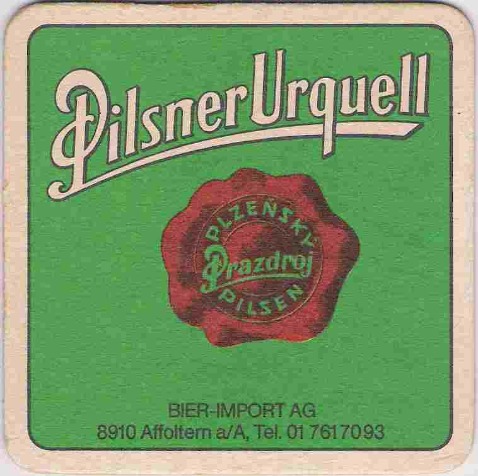 Pilsner Urquell
PLZEŇSKÝ
Prazdroj
PILSEN
BIER-IMPORT AG
8910 Affoltern a/A, Tel. 01 7617093